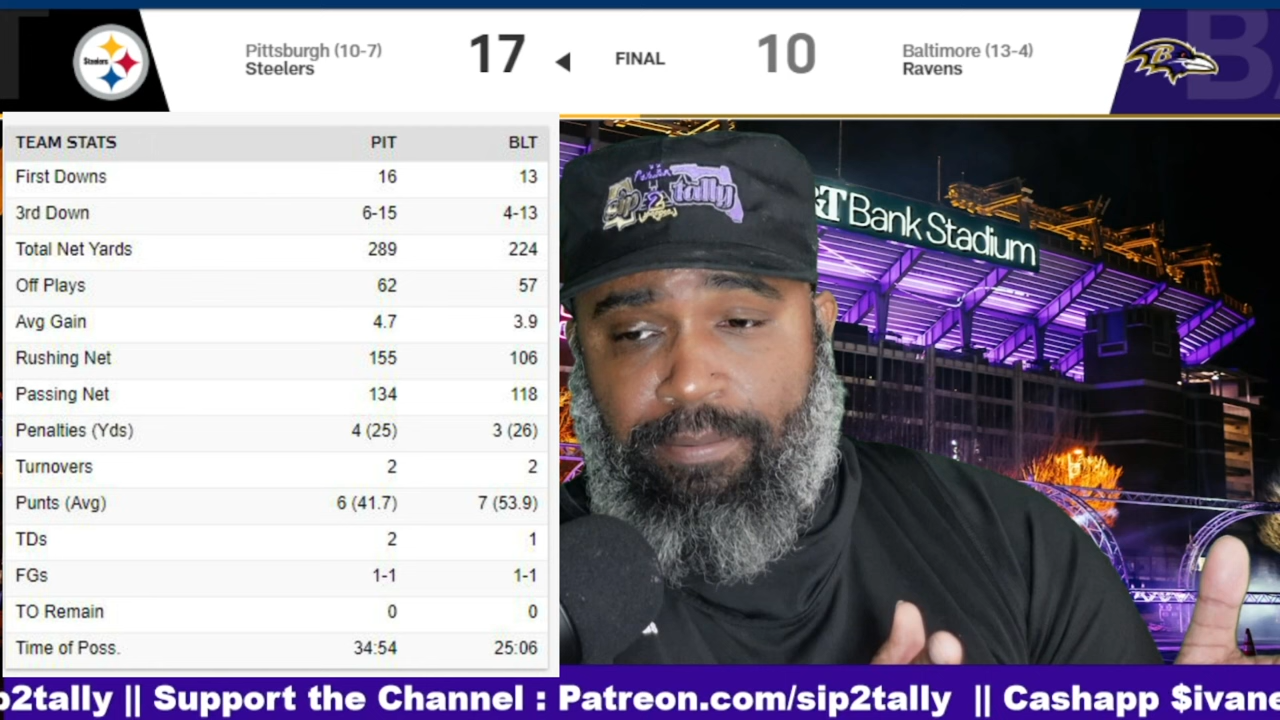 Pittsburgh (10-7)
Steelers
17
FINAL
10
Baltimore (13-4)
Ravens
Steelers
B
TEAM STATS PIT BLT
First Downs 16 13
3rd Down 6-15 4-13
Total Net Yards 289 224
Off Plays 62 57
Avg Gain 4.7 3.9
Rushing Net 155 106
Passing Net 134 118
Penalties (Yds) 4 (25) 3 (26)
Turnovers 2 2
Punts (Avg) 6 (41.7) 7 (53.9)
TDs 2 1
FGs 1-1 1-1
TO Remain 0 0
Time of Poss. 34:54 25:06
sip 2 tally
&T Bank Stadium
p2tally || Support the Channel : Patreon.com/sip2tally || Cashapp $ivane